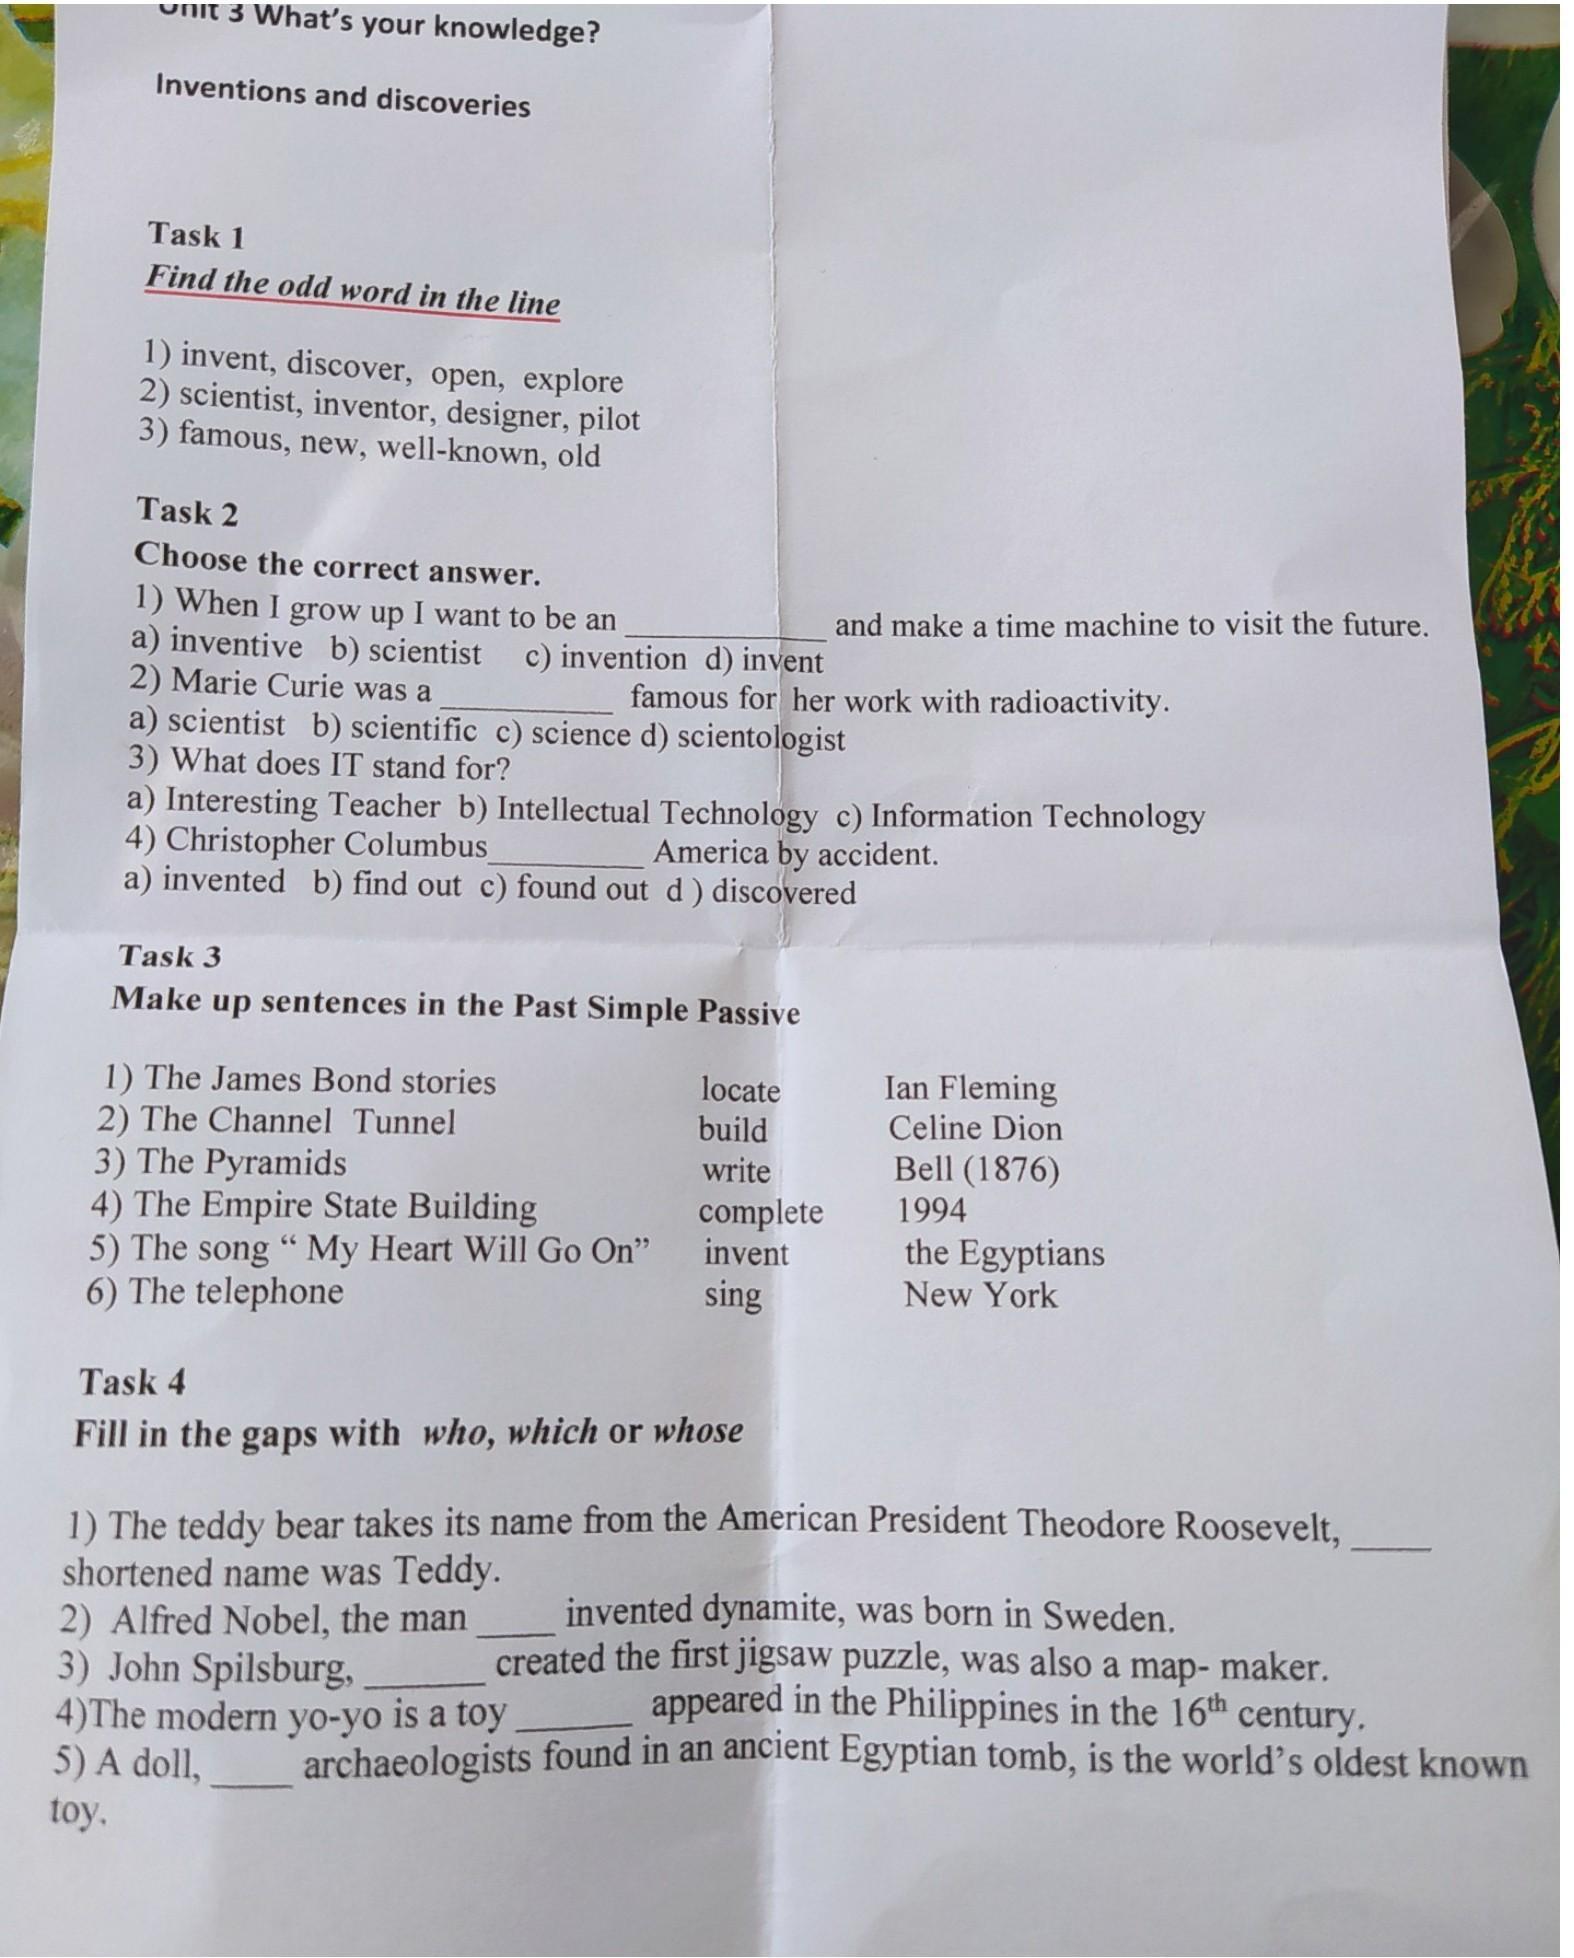 Unit 3 What's your knowledge?
Inventions and discoveries
Task 1
Find the odd word in the line
1) invent, discover, open, explore
2) scientist, inventor, designer, pilot
3) famous, new, well-known, old
Task 2
Choose the correct answer.
1) When I grow up I want to be an ____________ and make a time machine to visit the future.
a) inventive b) scientist c) invention d) invent
2) Marie Curie was a __________ famous for her work with radioactivity.
a) scientist b) scientific c) science d) scientologist
3) What does IT stand for?
a) Interesting Teacher b) Intellectual Technology c) Information Technology
4) Christopher Columbus_________ America by accident.
a) invented b) find out c) found out d ) discovered
Task 3
Make up sentences in the Past Simple Passive
1) The James Bond stories locate Ian Fleming
2) The Channel Tunnel build Celine Dion
3) The Pyramids write Bell (1876)
4) The Empire State Building complete 1994
5) The song “ My Heart Will Go On” invent the Egyptians
6) The telephone sing New York
Task 4
Fill in the gaps with who, which or whose
1) The teddy bear takes its name from the American President Theodore Roosevelt, ____
shortened name was Teddy.
2) Alfred Nobel, the man ____ invented dynamite, was born in Sweden.
3) John Spilsburg, ______ created the first jigsaw puzzle, was also a map- maker.
4)The modern yo-yo is a toy ______ appeared in the Philippines in the 16th century.
5) A doll, ____ archaeologists found in an ancient Egyptian tomb, is the world's oldest known
toy.